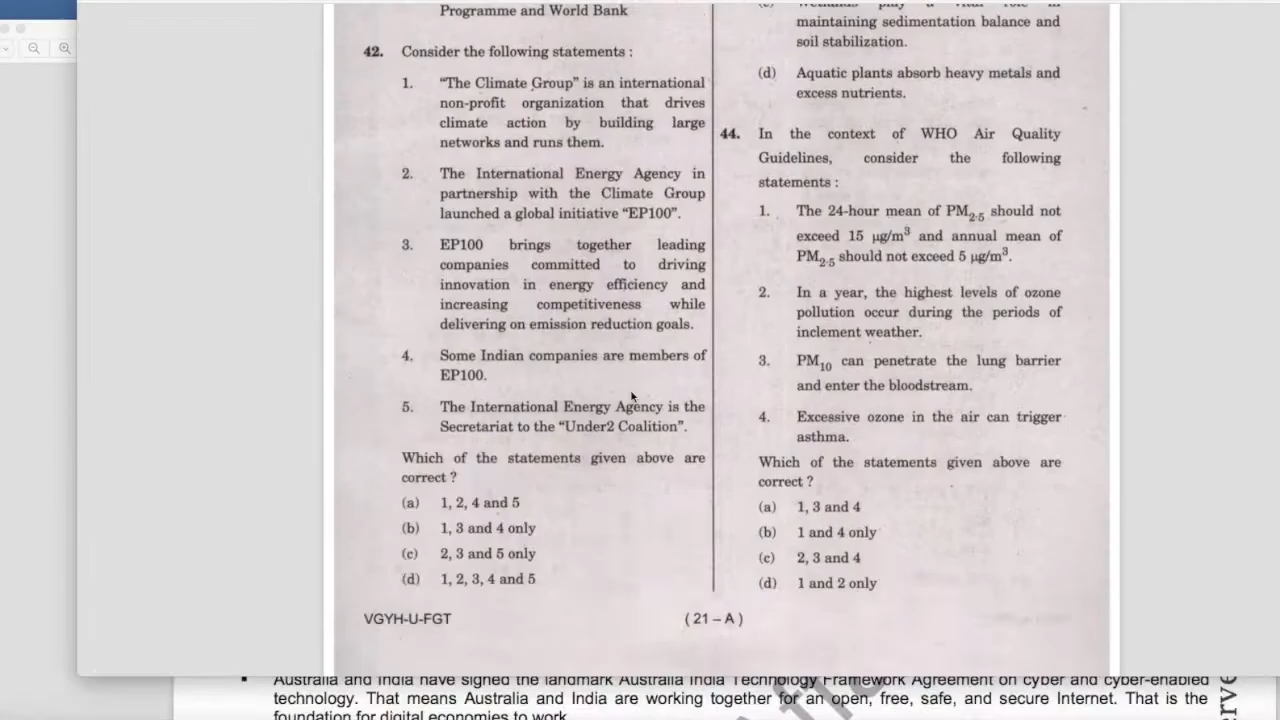 Programme and World Bank
42. Consider the following statements :
1. “The Climate Group” is an international
non-profit organization that drives
climate action by building large
networks and runs them.
2. The International Energy Agency in
partnership with the Climate Group
launched a global initiative “EP100”.
3. EP100 brings together leading
companies committed to driving
innovation in energy efficiency and
increasing competitiveness while
delivering on emission reduction goals.
4. Some Indian companies are members of
EP100.
5. The International Energy Agency is the
Secretariat to the “Under2 Coalition”.
Which of the statements given above are
correct ?
(a) 1, 2, 4 and 5
(b) 1, 3 and 4 only
(c) 2, 3 and 5 only
(d) 1, 2, 3, 4 and 5
maintaining sedimentation balance and
soil stabilization.
(d) Aquatic plants absorb heavy metals and
excess nutrients.
44. In the context of WHO Air Quality
Guidelines, consider the following
statements :
1. The 24-hour mean of PM2.5 should not
exceed 15 µg/m³ and annual mean of
PM2.5 should not exceed 5 µg/m³.
2. In a year, the highest levels of ozone
pollution occur during the periods of
inclement weather.
3. PM10 can penetrate the lung barrier
and enter the bloodstream.
4. Excessive ozone in the air can trigger
asthma.
Which of the statements given above are
correct ?
(a) 1, 3 and 4
(b) 1 and 4 only
(c) 2, 3 and 4
(d) 1 and 2 only
VGYH-U-FGT
( 21 – A )
Australia and India have signed the landmark Australia India Technology Framework Agreement on cyber and cyber-enabled
technology. That means Australia and India are working together for an open, free, safe, and secure Internet. That is the
foundation for digital economies to work.